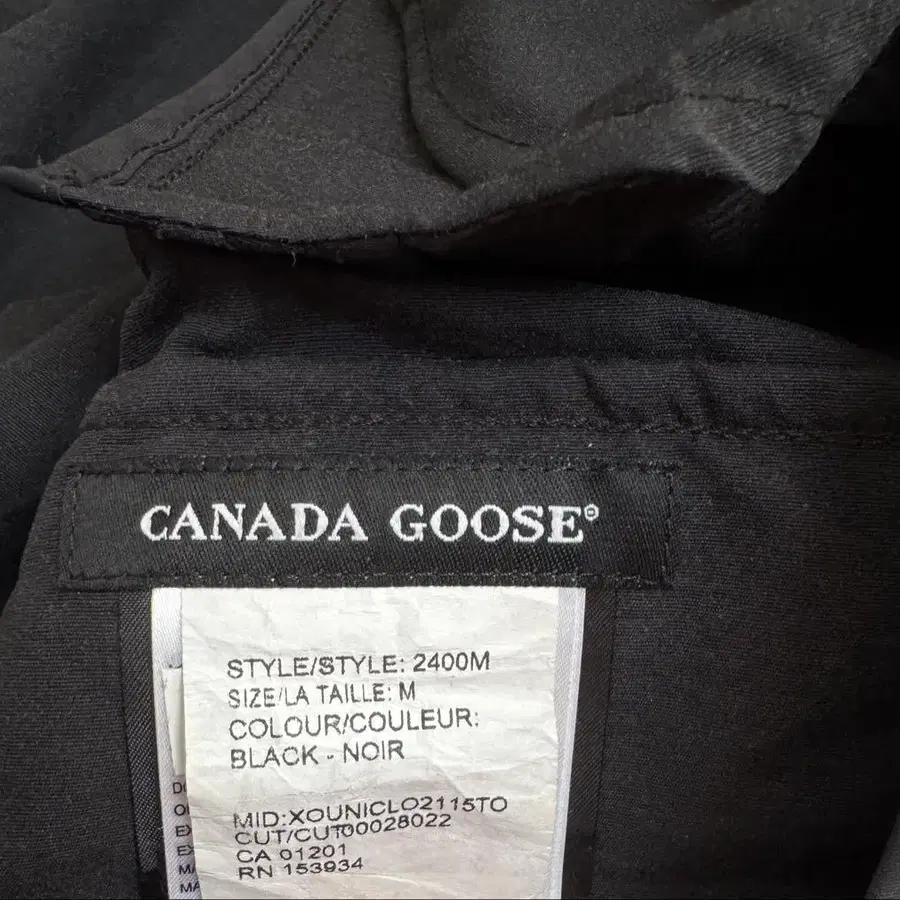 CANADA GOOSE®
STYLE/STYLE: 2400M
SIZE/LA TAILLE: M
COLOUR/COULEUR:
BLACK - NOIR
MID:XOUNICLO2115TO
CUT/CUT00028022
CA 01201
RN 153934